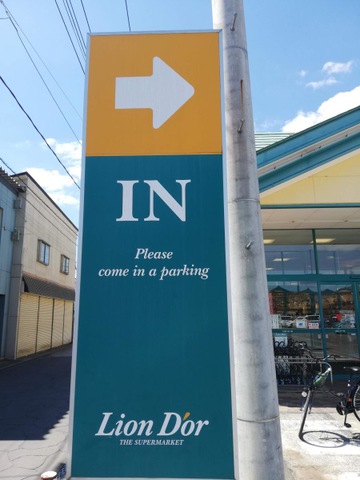 IN
Please
come in a parking
Lion D'or
THE SUPERMARKET